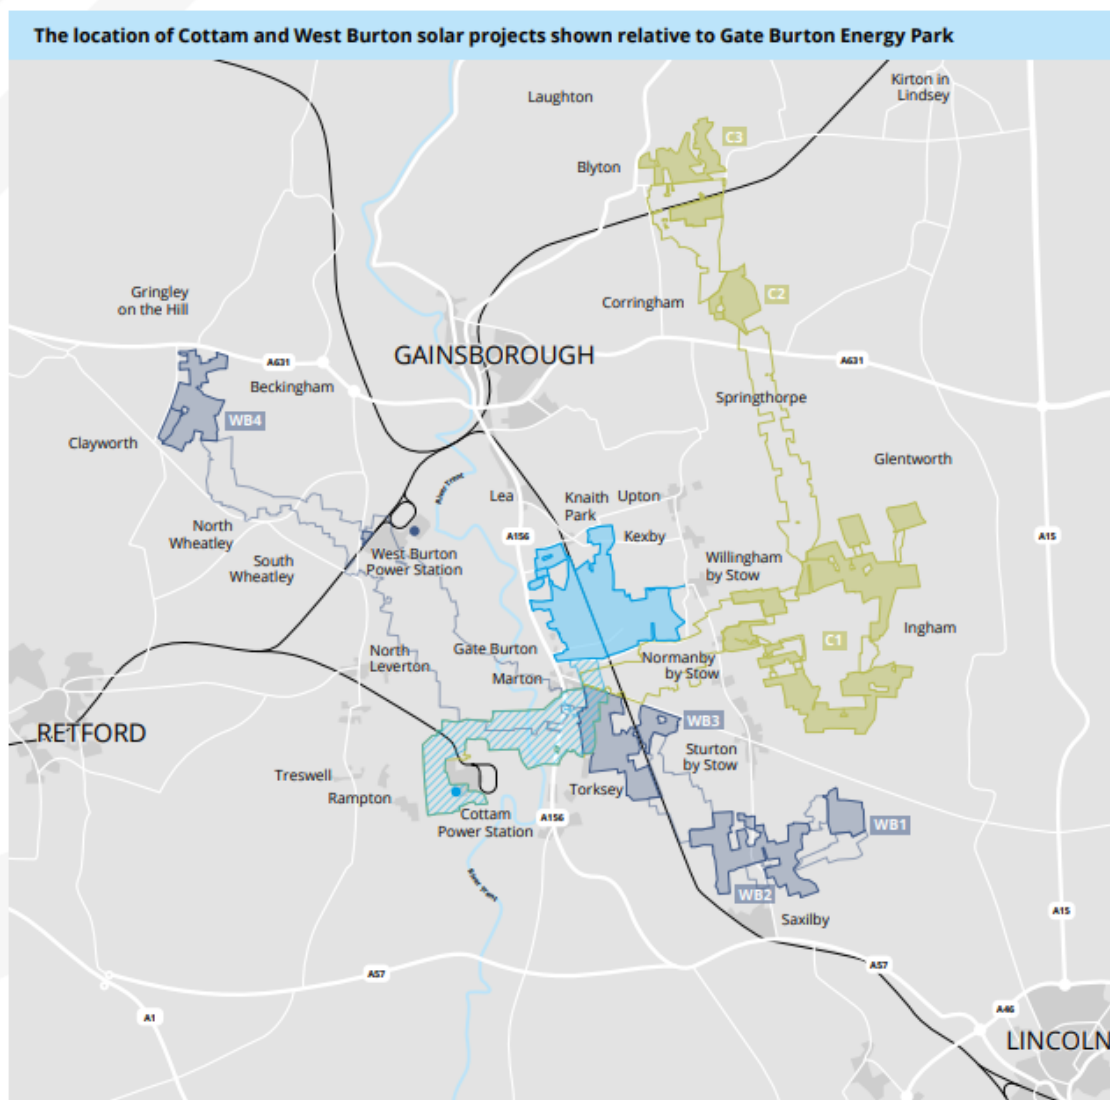 The location of Cottam and West Burton solar projects shown relative to Gate Burton Energy Park
Kirton in
Lindsey
Laughton
C3
Blyton
Gringley
on the Hill
C2
Corringham
GAINSBOROUGH
A631
A631
Beckingham
Springthorpe
WB4
Clayworth
Glentworth
River Trent
Lea
Knaith
Park
Upton
North
Wheatley
A156
Kexby
A15
South
Wheatley
West Burton
Power Station
Willingham
by Stow
Ingham
C1
North
Leverton
Gate Burton
Normanby
by Stow
Marton
RETFORD
WB3
Sturton
by Stow
Treswell
Rampton
Torksey
Cottam
Power Station
A156
WB1
River Trent
WB2
Saxilby
A15
A57
A57
A1
A46
LINCOLN